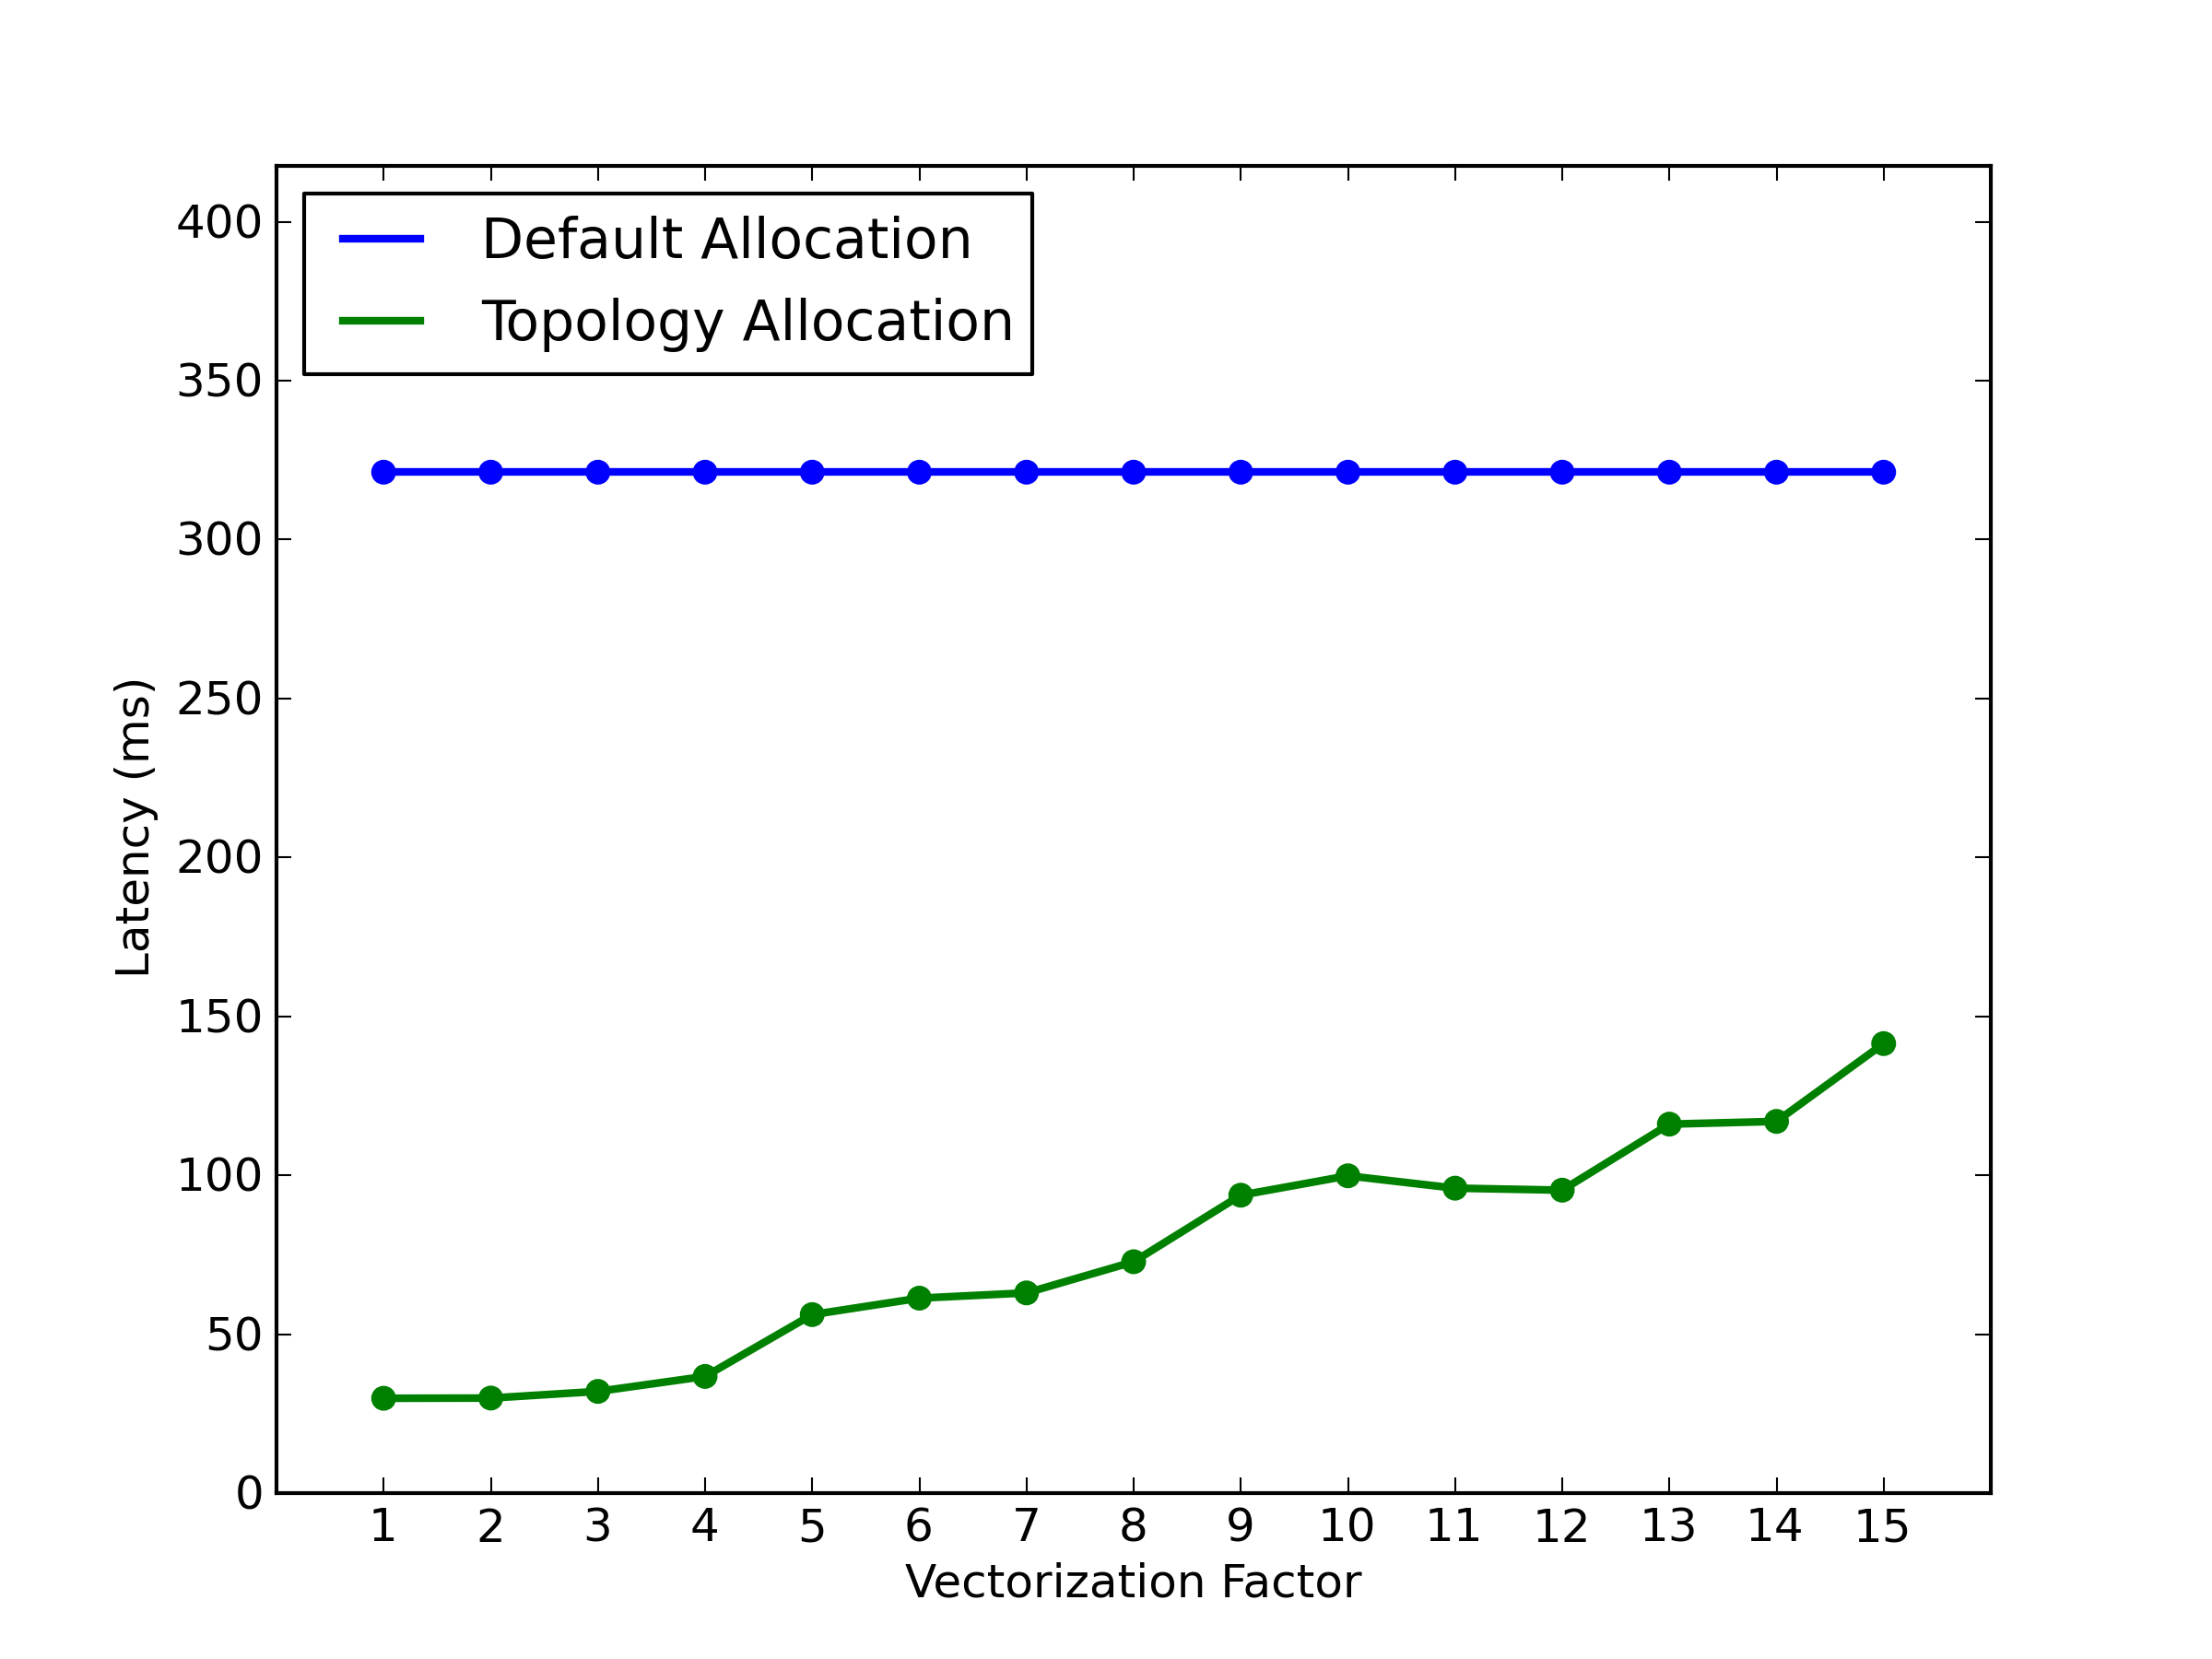 Default Allocation
Topology Allocation
400
350
300
250
200
150
100
50
0
Latency (ms)
1 2 3 4 5 6 7 8 9 10 11 12 13 14 15
Vectorization Factor